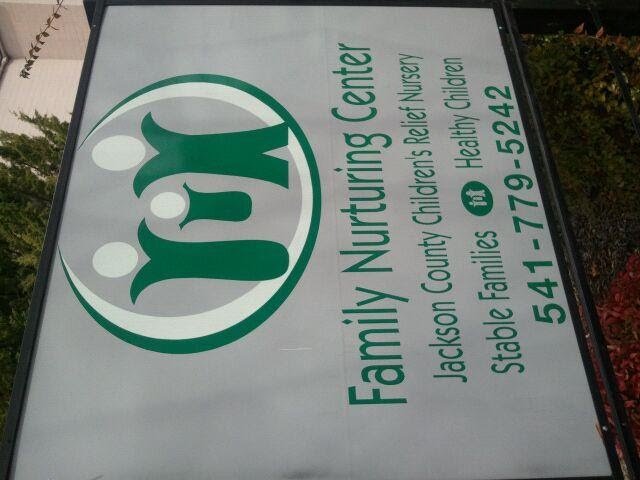 Family Nurturing Center
Jackson County Children's Relief Nursery
Stable Families Healthy Children
541-779-5242